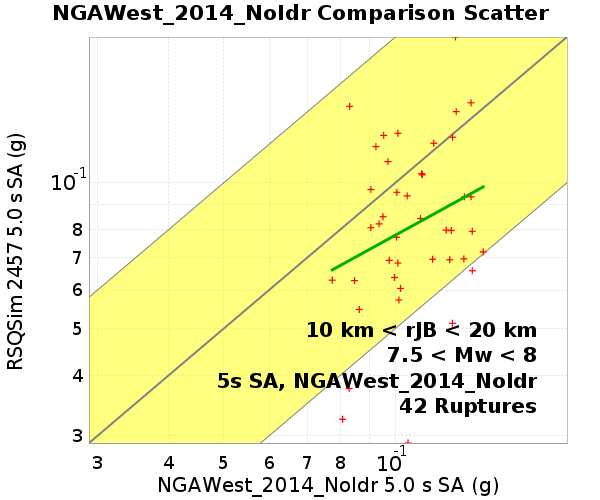 NGAWest_2014_NoIdr Comparison Scatter
RSQSim 2457 5.0 s SA (g)
10-1
8
7
6
5
4
3
10 km < rJB < 20 km
7.5 < Mw < 8
5s SA, NGAWest_2014_NoIdr
42 Ruptures
3 4 5 6 7 8 10-1
NGAWest_2014_NoIdr 5.0 s SA (g)